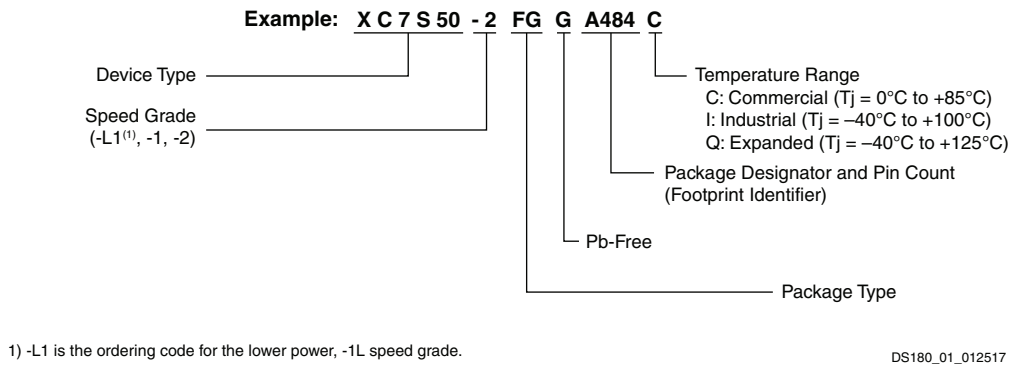 Example: X C 7 S 50 - 2 FG G A484 C
Device Type
Speed Grade
(-L1(1), -1, -2)
Temperature Range
C: Commercial (Tj = 0°C to +85°C)
I: Industrial (Tj = –40°C to +100°C)
Q: Expanded (Tj = –40°C to +125°C)
Package Designator and Pin Count
(Footprint Identifier)
Pb-Free
Package Type
1) -L1 is the ordering code for the lower power, -1L speed grade.
DS180_01_012517